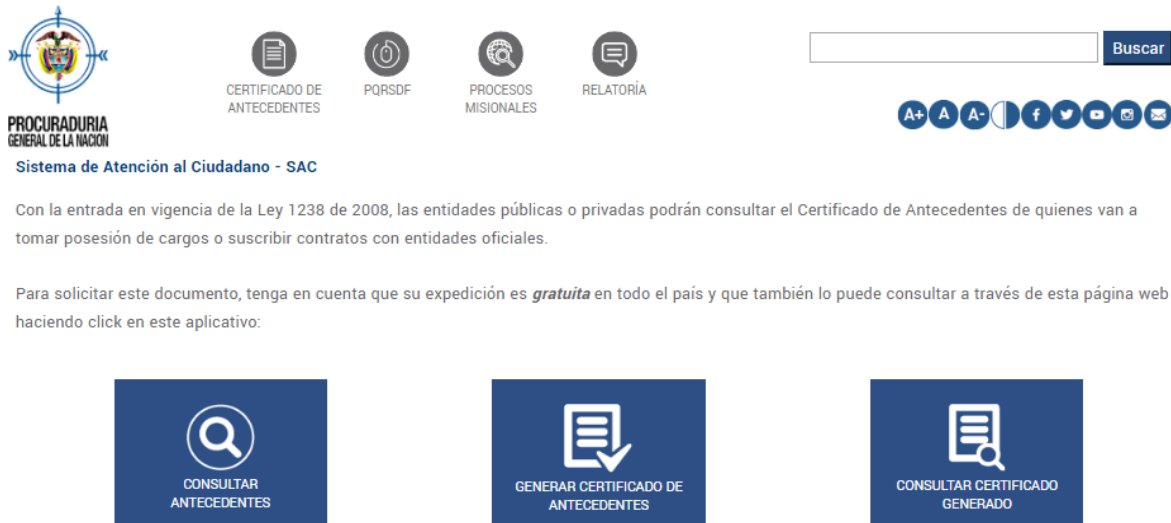 PROCURADURIA
GENERAL DE LA NACION
CERTIFICADO DE
ANTECEDENTES
PQRSDF
PROCESOS
MISIONALES
RELATORÍA
Buscar
A+ A A-
Sistema de Atención al Ciudadano - SAC
Con la entrada en vigencia de la Ley 1238 de 2008, las entidades públicas o privadas podrán consultar el Certificado de Antecedentes de quienes van a
tomar posesión de cargos o suscribir contratos con entidades oficiales.
Para solicitar este documento, tenga en cuenta que su expedición es gratuita en todo el país y que también lo puede consultar a través de esta página web
haciendo click en este aplicativo:
CONSULTAR
ANTECEDENTES
GENERAR CERTIFICADO DE
ANTECEDENTES
CONSULTAR CERTIFICADO
GENERADO